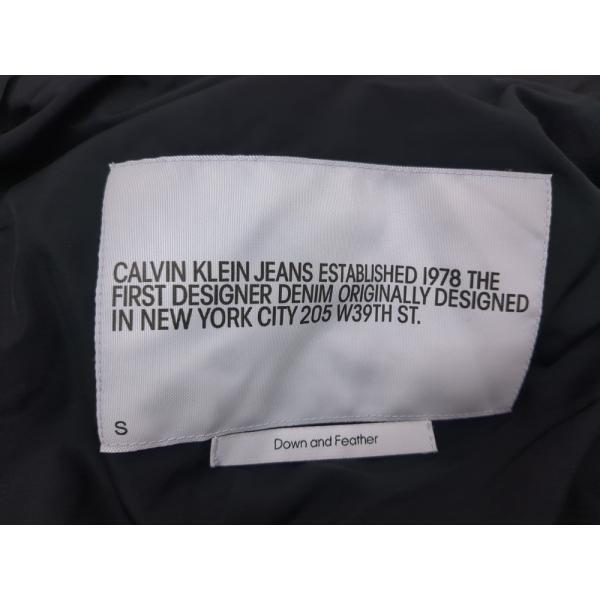 CALVIN KLEIN JEANS ESTABLISHED 1978 THE
FIRST DESIGNER DENIM ORIGINALLY DESIGNED
IN NEW YORK CITY 205 W39TH ST.
S
Down and Feather